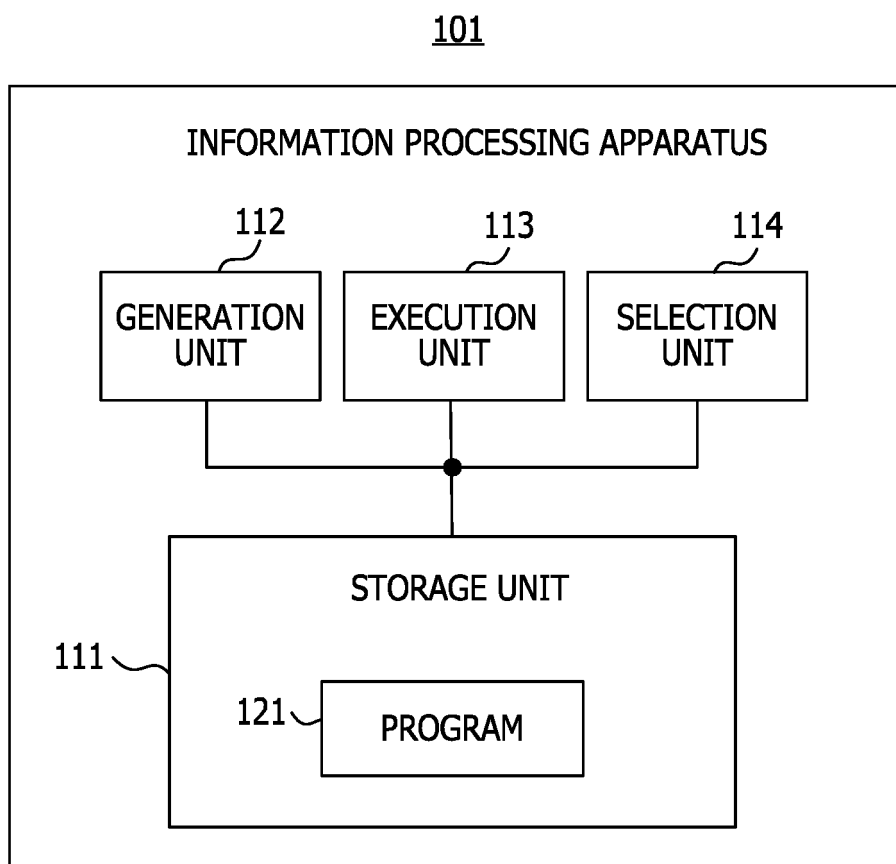 101
INFORMATION PROCESSING APPARATUS
112
113
114
GENERATION
UNIT
EXECUTION
UNIT
SELECTION
UNIT
STORAGE UNIT
111
121
PROGRAM